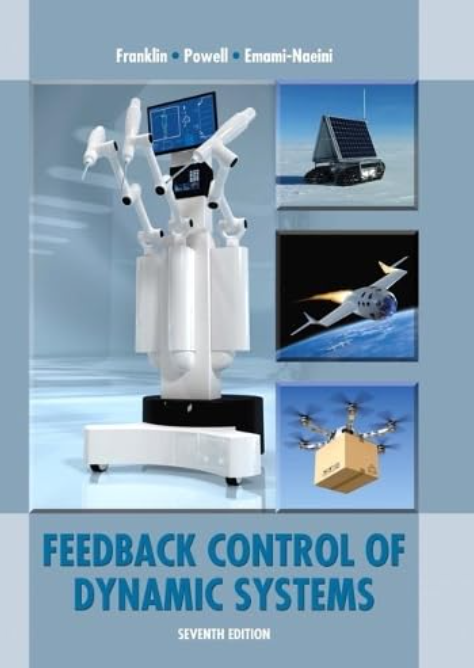 Franklin • Powell • Emami-Naeini
FEEDBACK CONTROL OF
DYNAMIC SYSTEMS
SEVENTH EDITION